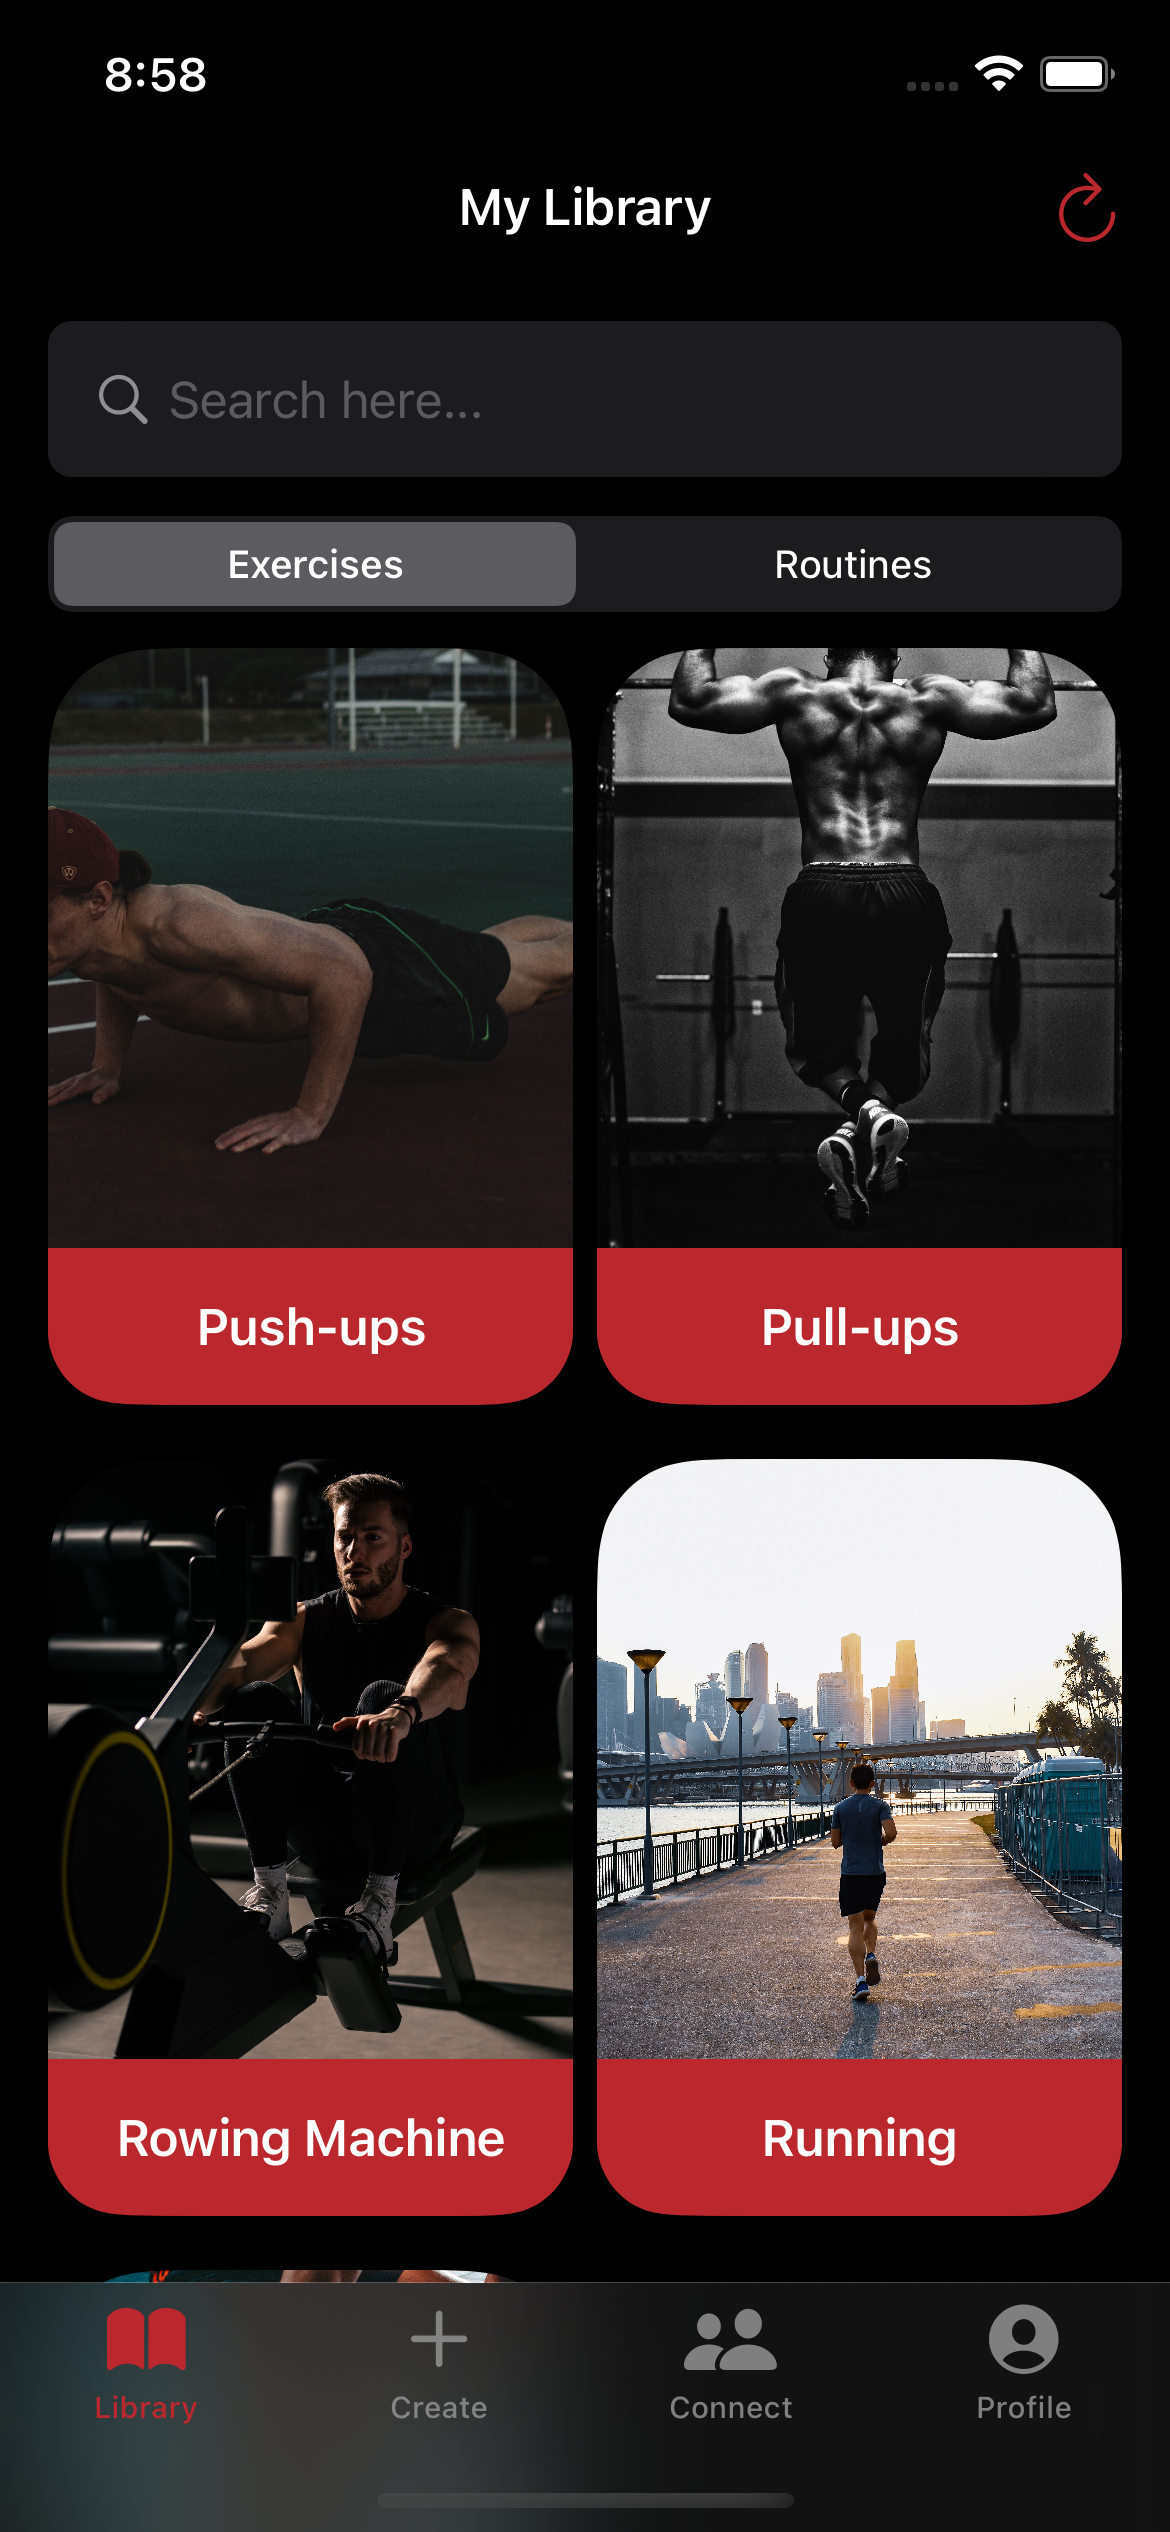 8:58
My Library
Search here...
Exercises
Routines
Push-ups
Pull-ups
Rowing Machine
Running
Library
Create
Connect
Profile